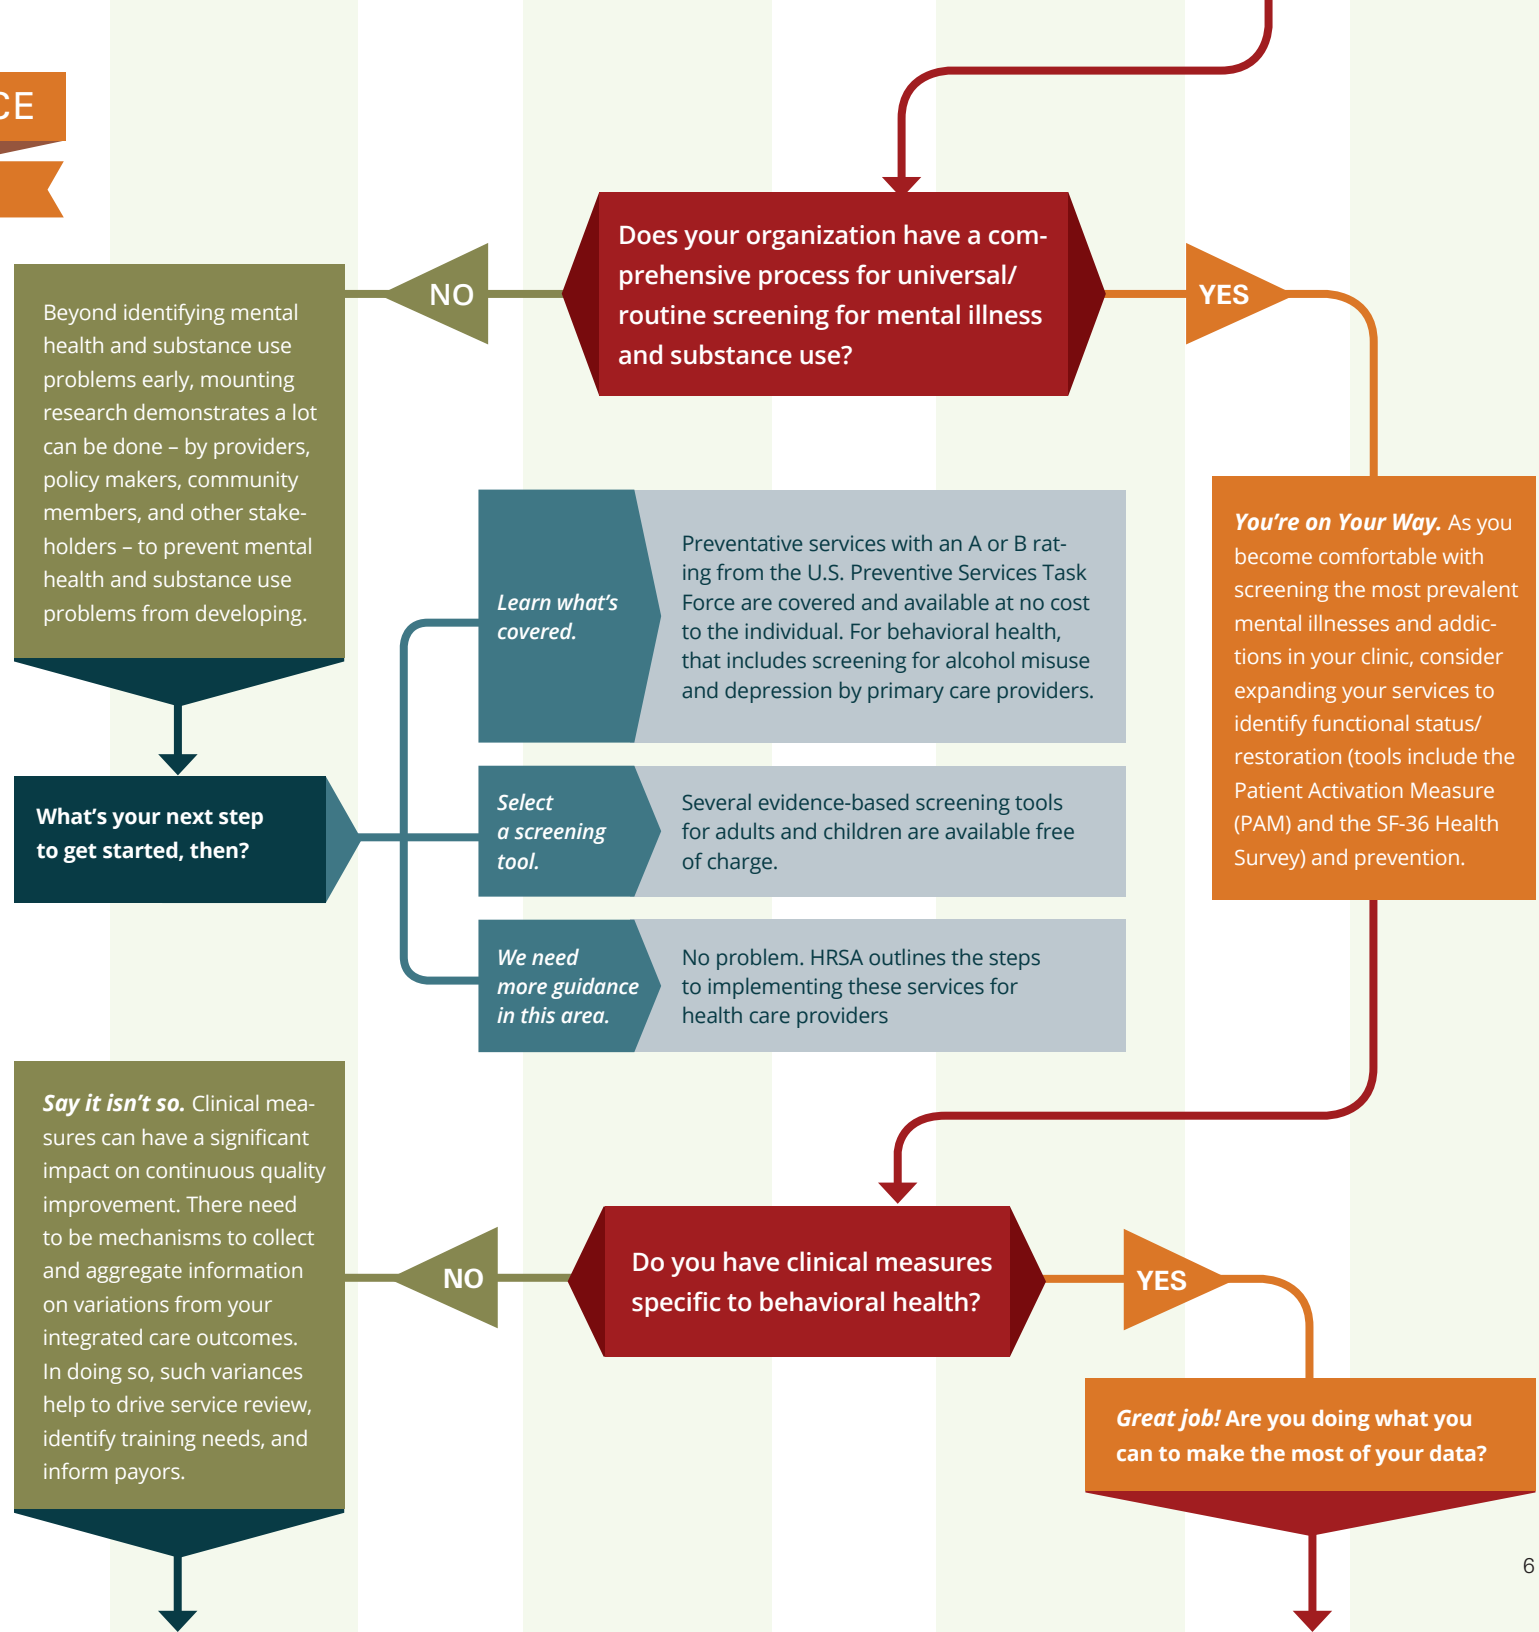 CE
Does your organization have a com-
prehensive process for universal/
routine screening for mental illness
and substance use?
NO
YES
Beyond identifying mental
health and substance use
problems early, mounting
research demonstrates a lot
can be done – by providers,
policy makers, community
members, and other stake-
holders – to prevent mental
health and substance use
problems from developing.
What’s your next step
to get started, then?
Learn what’s
covered.
Preventative services with an A or B rat-
ing from the U.S. Preventive Services Task
Force are covered and available at no cost
to the individual. For behavioral health,
that includes screening for alcohol misuse
and depression by primary care providers.
Select
a screening
tool.
Several evidence-based screening tools
for adults and children are available free
of charge.
We need
more guidance
in this area.
No problem. HRSA outlines the steps
to implementing these services for
health care providers
You’re on Your Way. As you
become comfortable with
screening the most prevalent
mental illnesses and addic-
tions in your clinic, consider
expanding your services to
identify functional status/
restoration (tools include the
Patient Activation Measure
(PAM) and the SF-36 Health
Survey) and prevention.
Do you have clinical measures
specific to behavioral health?
NO
YES
Say it isn’t so. Clinical mea-
sures can have a significant
impact on continuous quality
improvement. There need
to be mechanisms to collect
and aggregate information
on variations from your
integrated care outcomes.
In doing so, such variances
help to drive service review,
identify training needs, and
inform payors.
Great job! Are you doing what you
can to make the most of your data?
6